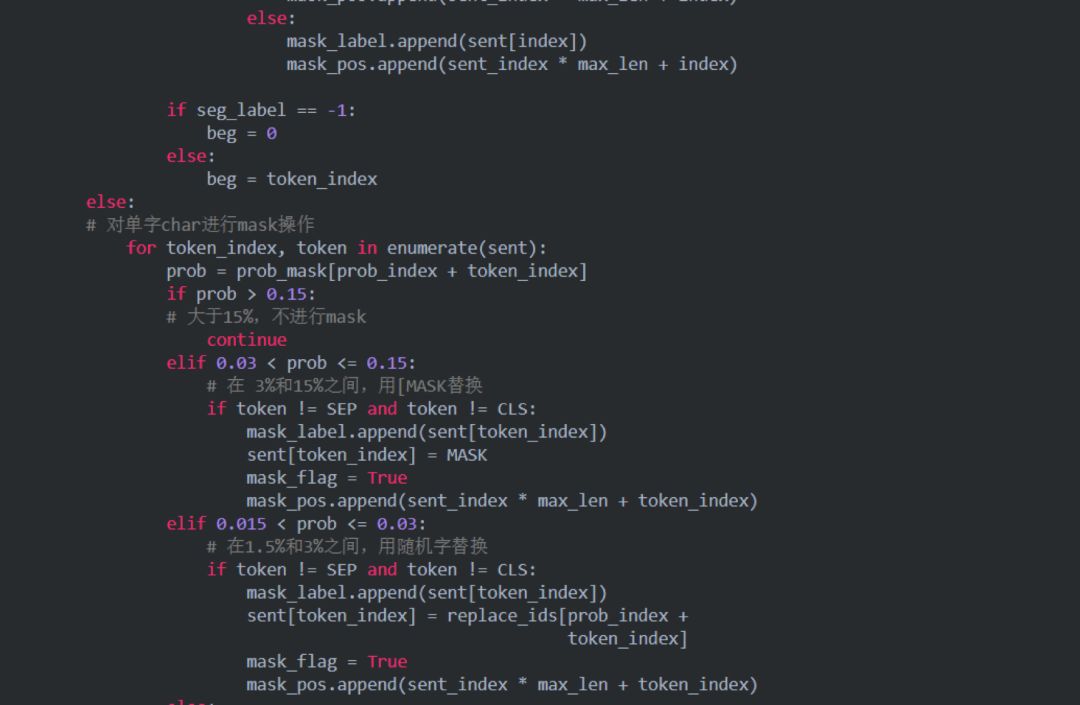 mask_pos.append(sent_index * max_len + index)
else:
mask_label.append(sent[index])
mask_pos.append(sent_index * max_len + index)
if seg_label == -1:
beg = 0
else:
beg = token_index
else:
# 对单字char进行mask操作
for token_index, token in enumerate(sent):
prob = prob_mask[prob_index + token_index]
if prob > 0.15:
# 大于15%，不进行mask
continue
elif 0.03 < prob <= 0.15:
# 在 3%和15%之间，用[MASK替换
if token != SEP and token != CLS:
mask_label.append(sent[token_index])
sent[token_index] = MASK
mask_flag = True
mask_pos.append(sent_index * max_len + token_index)
elif 0.015 < prob <= 0.03:
# 在1.5%和3%之间，用随机字替换
if token != SEP and token != CLS:
mask_label.append(sent[token_index])
sent[token_index] = replace_ids[prob_index +
token_index]
mask_flag = True
mask_pos.append(sent_index * max_len + token_index)
else: